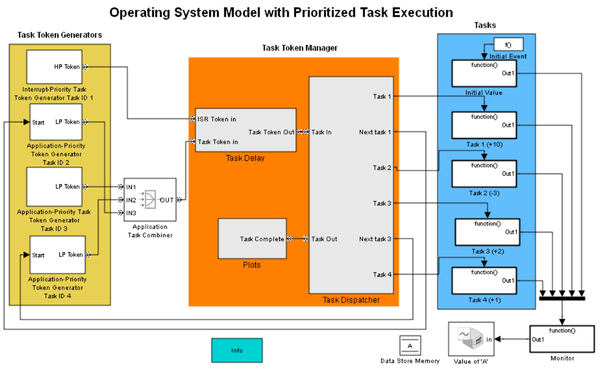 Operating System Model with Prioritized Task Execution
Task Token Generators
HP Token
Interrupt-Priority Task
Token Generator Task ID 1
Start
LP Token
Application-Priority
Token Generator
Task ID 2
LP Token
Application-Priority Task
Token Generator
Task ID 3
Start
LP Token
Application-Priority
Token Generator
Task ID 4
IN1
IN2
IN3
OUT
Application
Task Combiner
Task Token Manager
ISR Token in
Task Token in
Task Token Out
Task Delay
Task Complete
Plots
Task In
Task Out
Task 1
Next task 1
Task 2
Task 3
Next task 3
Task 4
Task Dispatcher
Tasks
f()
Initial Event
function()
Out1
Initial Value
function()
Out1
Task 1 (+10)
function()
Out1
Task 2 (-3)
function()
Out1
Task 3 (+2)
function()
Out1
Task 4 (+1)
Info
A
Data Store Memory
in
Value of 'A'
function()
Out1
Monitor